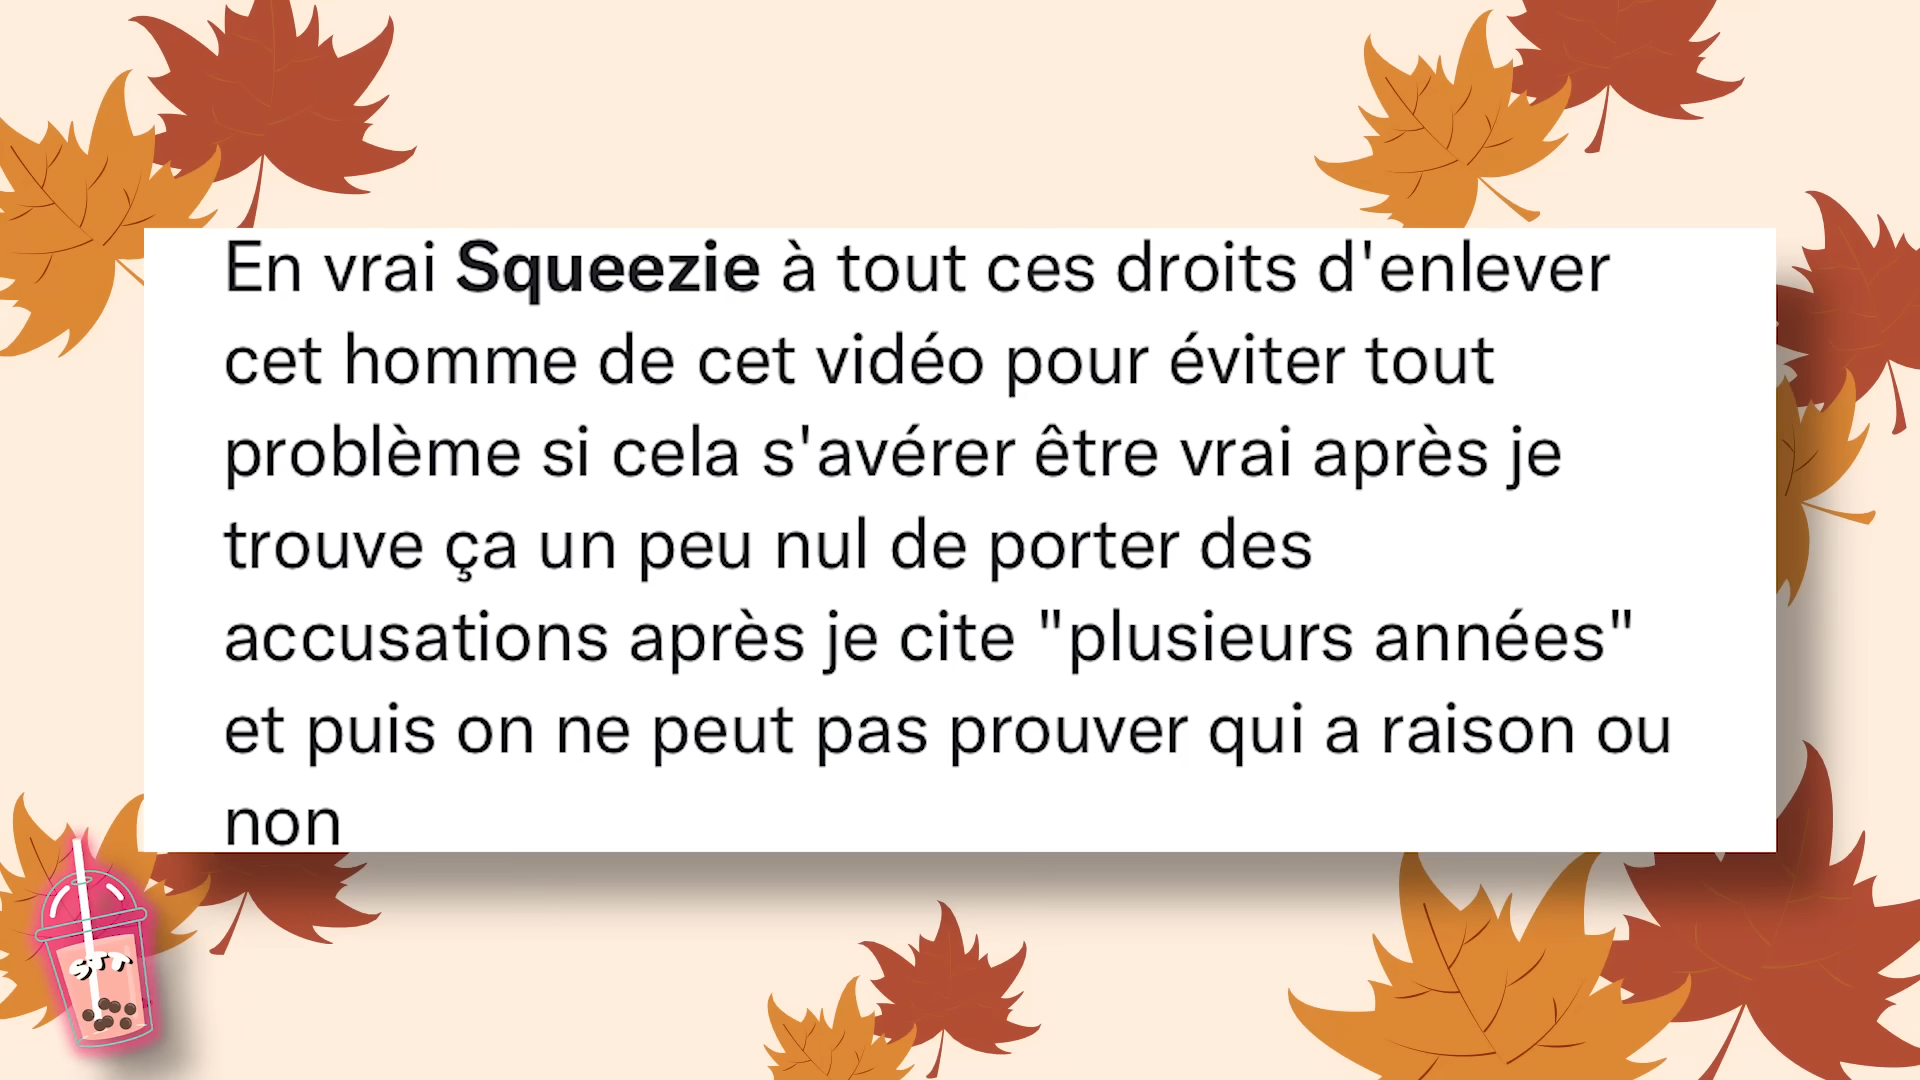 En vrai Squeezie à tout ces droits d'enlever
cet homme de cet vidéo pour éviter tout
problème si cela s'avérer être vrai après je
trouve ça un peu nul de porter des
accusations après je cite "plusieurs années"
et puis on ne peut pas prouver qui a raison ou
non
STT